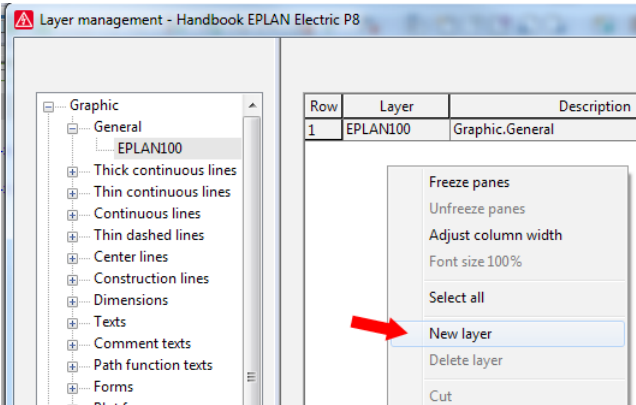 Layer management - Handbook EPLAN Electric P8
Graphic
General
EPLAN100
Thick continuous lines
Thin continuous lines
Continuous lines
Thin dashed lines
Center lines
Construction lines
Dimensions
Texts
Comment texts
Path function texts
Forms
Row Layer Description
1 EPLAN100 Graphic.General
Freeze panes
Unfreeze panes
Adjust column width
Font size 100%
Select all
New layer
Delete layer
Cut